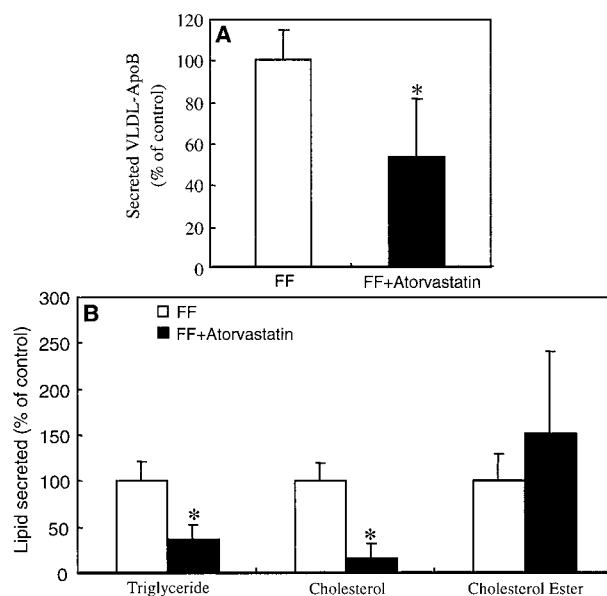 A
Secreted VLDL-ApoB
(% of control)
120
100
80
60
40
20
0
*
FF
FF+Atorvastatin
B
FF
FF+Atorvastatin
Lipid secreted (% of control)
300
250
200
150
100
50
0
*
*
Triglyceride
Cholesterol
Cholesterol Ester